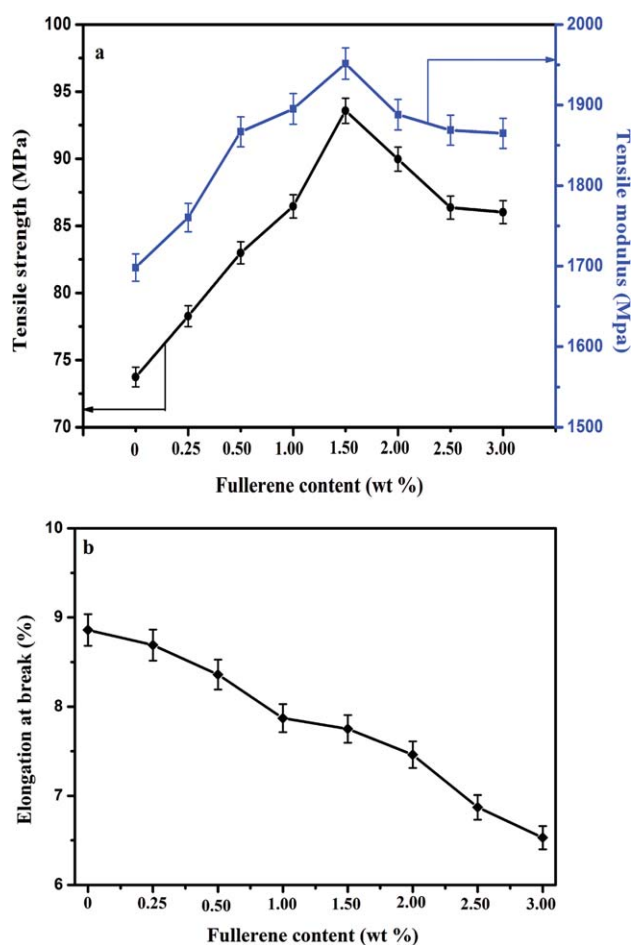 a
100
95
90
85
80
75
70
Tensile strength (MPa)
2000
1900
1800
1700
1600
1500
Tensile modulus
(Mpa)
0 0.25 0.50 1.00 1.50 2.00 2.50 3.00
Fullerene content (wt %)
b
10
9
8
7
6
Elongation at break (%)
0 0.25 0.50 1.00 1.50 2.00 2.50 3.00
Fullerene content (wt %)